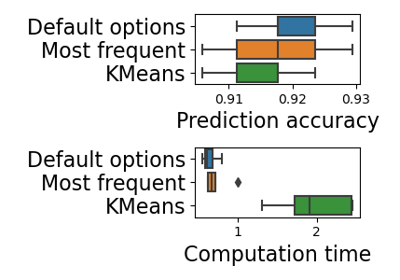 Default options
Most frequent
KMeans
0.91 0.92 0.93
Prediction accuracy
Default options
Most frequent
KMeans
1 2
Computation time